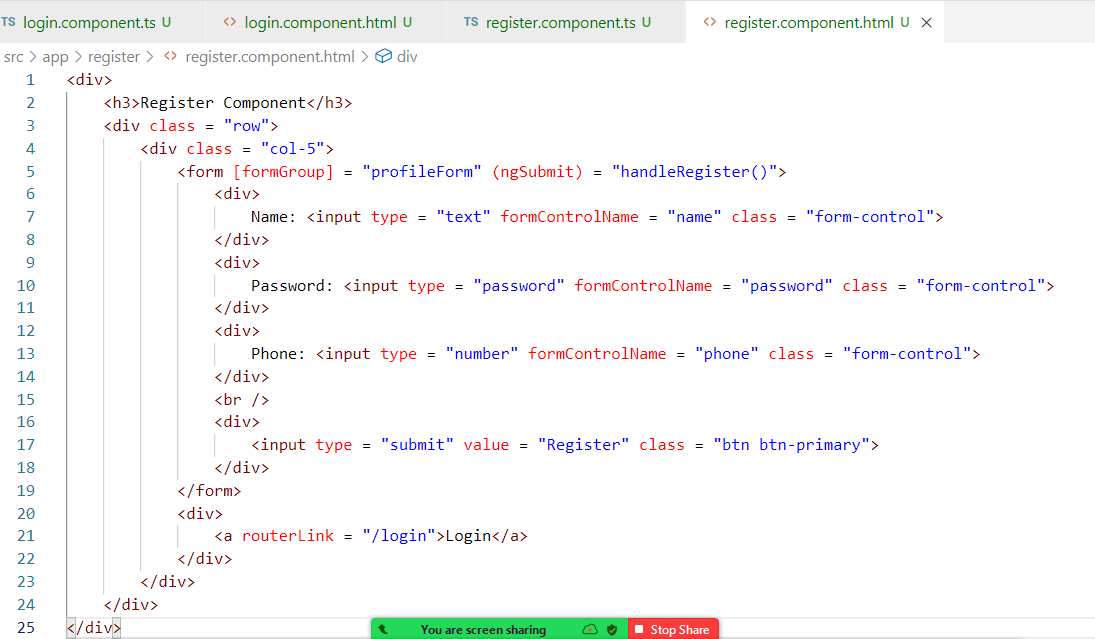 TS login.component.ts U
<> login.component.html U
TS register.component.ts U
<> register.component.html U ×
src > app > register > <> register.component.html > div
1 <div>
2 <h3>Register Component</h3>
3 <div class = "row">
4 <div class = "col-5">
5 <form [formGroup] = "profileForm" (ngSubmit) = "handleRegister()">
6 <div>
7 Name: <input type = "text" formControlName = "name" class = "form-control">
8 </div>
9 <div>
10 Password: <input type = "password" formControlName = "password" class = "form-control">
11 </div>
12 <div>
13 Phone: <input type = "number" formControlName = "phone" class = "form-control">
14 </div>
15 <br />
16 <div>
17 <input type = "submit" value = "Register" class = "btn btn-primary">
18 </div>
19 </form>
20 <div>
21 <a routerLink = "/login">Login</a>
22 </div>
23 </div>
24 </div>
25 </div>
You are screen sharing
Stop Share